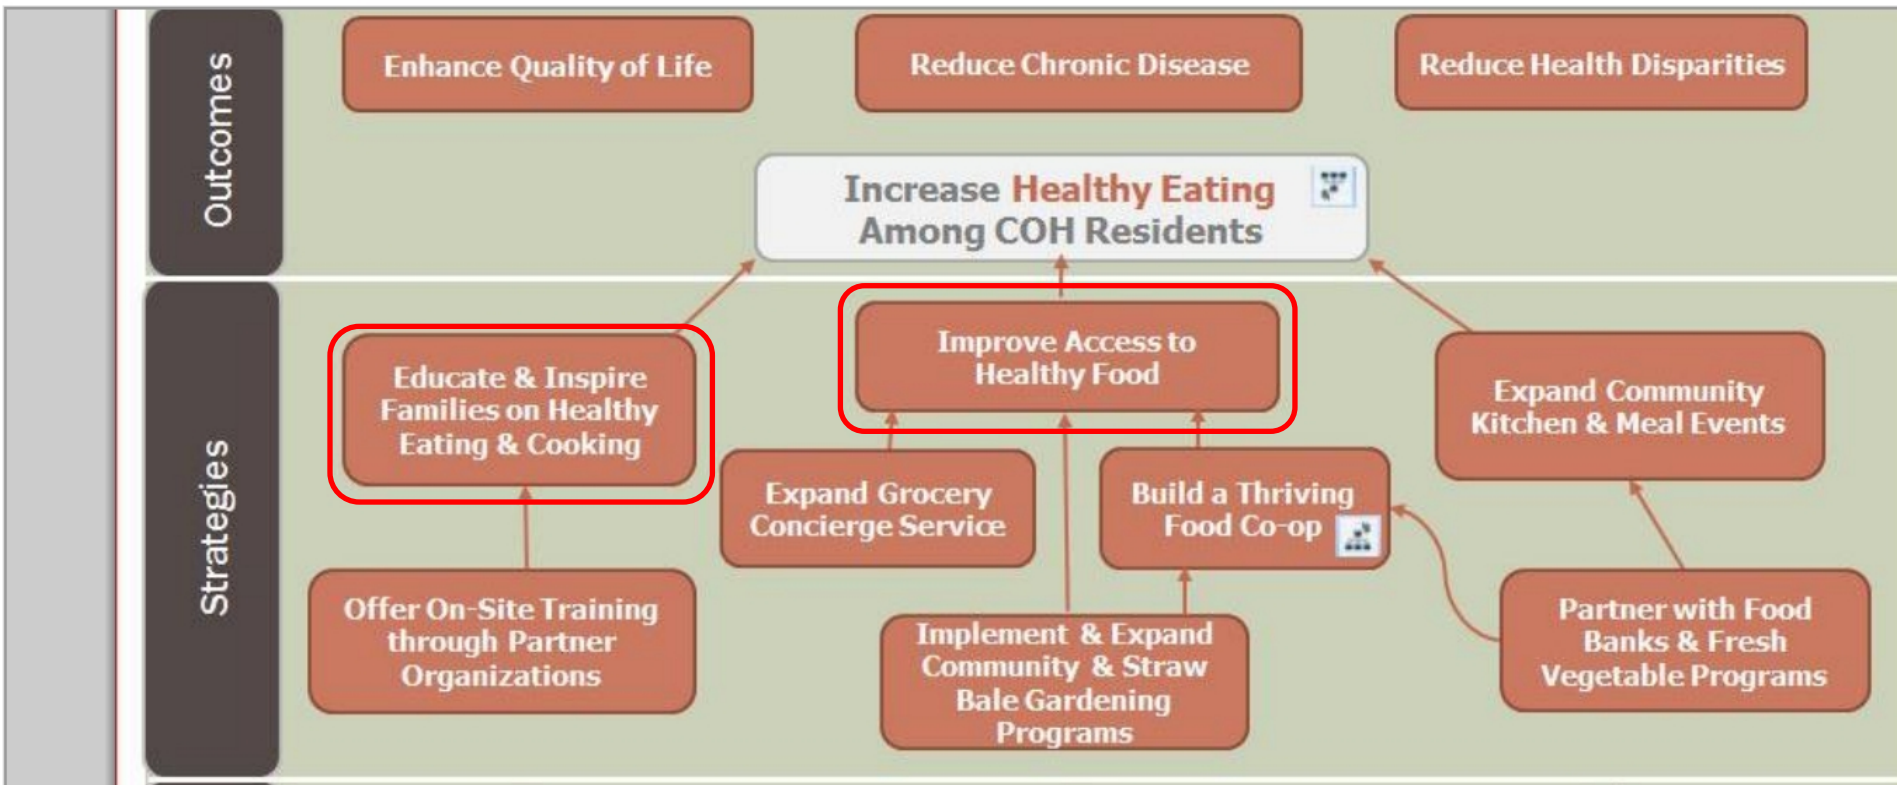 Outcomes
Enhance Quality of Life
Reduce Chronic Disease
Reduce Health Disparities
Increase Healthy Eating
Among COH Residents
Strategies
Educate & Inspire
Families on Healthy
Eating & Cooking
Improve Access to
Healthy Food
Expand Community
Kitchen & Meal Events
Expand Grocery
Concierge Service
Build a Thriving
Food Co-op
Offer On-Site Training
through Partner
Organizations
Implement & Expand
Community & Straw
Bale Gardening
Programs
Partner with Food
Banks & Fresh
Vegetable Programs